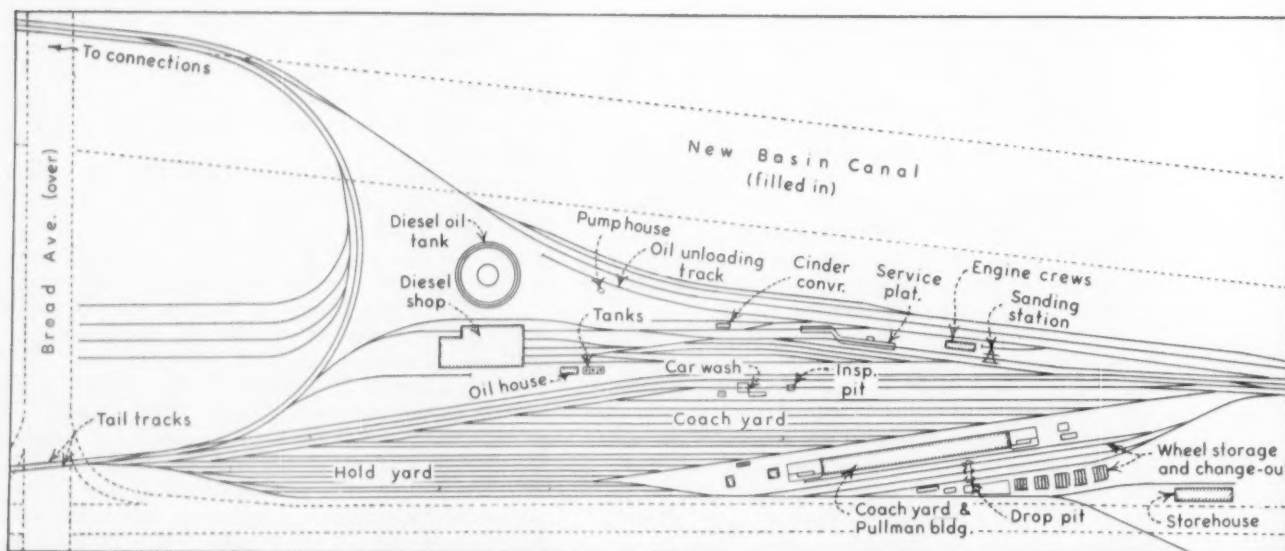 To connections
Broad Ave. (over)
New Basin Canal
(filled in)
Diesel oil
tank
Pump house
Oil unloading
track
Cinder
convr.
Service
plat.
Engine crews
Sanding
station
Diesel
shop
Tanks
Oil house
Car wash
Insp.
pit
Coach yard
Tail tracks
Hold yard
Wheel storage
and change-ou
Coach yard &
Pullman bldg.
Drop pit
Storehouse